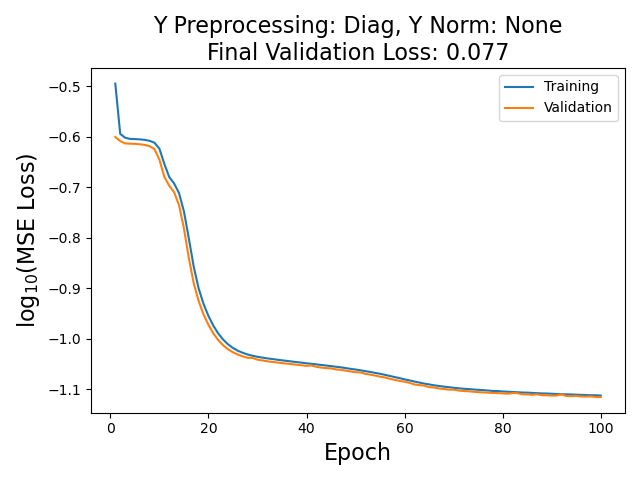 Y Preprocessing: Diag, Y Norm: None
Final Validation Loss: 0.077
Training
Validation
−0.5
−0.6
−0.7
−0.8
−0.9
−1.0
−1.1
log₁₀(MSE Loss)
0
20
40
60
80
100
Epoch